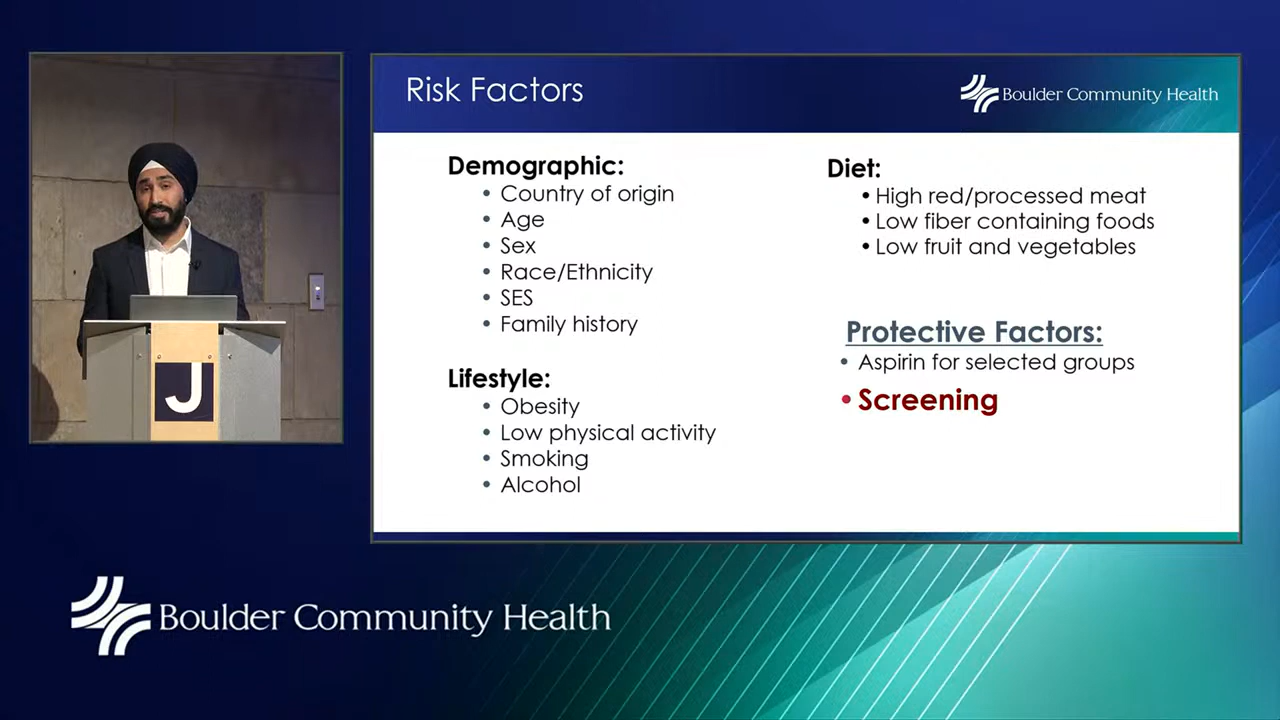 Risk Factors
Boulder Community Health
Demographic:
• Country of origin
• Age
• Sex
• Race/Ethnicity
• SES
• Family history
Lifestyle:
• Obesity
• Low physical activity
• Smoking
• Alcohol
Diet:
• High red/processed meat
• Low fiber containing foods
• Low fruit and vegetables
Protective Factors:
• Aspirin for selected groups
• Screening
J
Boulder Community Health